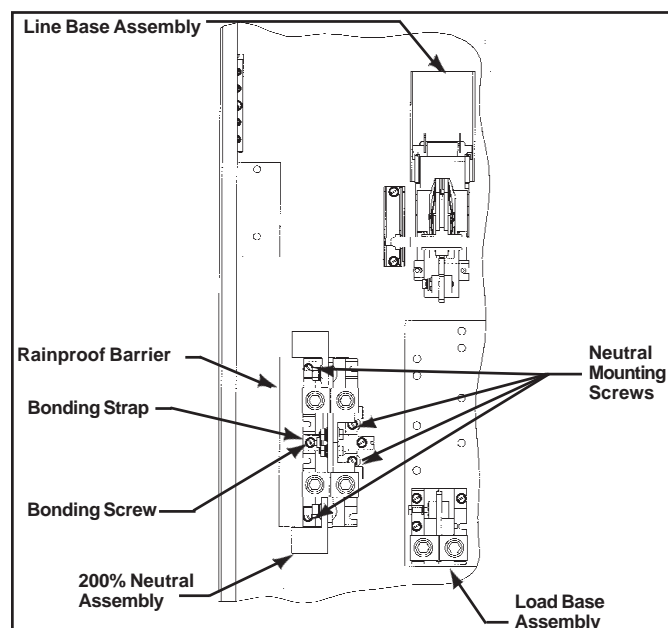 Line Base Assembly
Rainproof Barrier
Bonding Strap
Bonding Screw
200% Neutral
Assembly
Neutral
Mounting
Screws
Load Base
Assembly